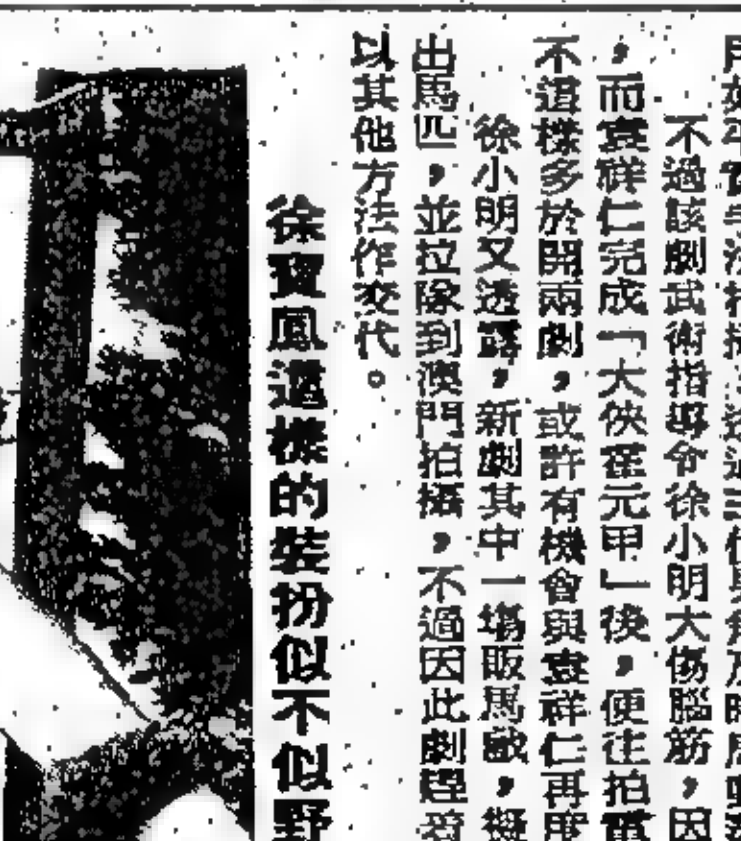 不過該劇武術指導令徐小明大傷腦筋，因
，而袁祥仁完成「大俠霍元甲」後，便往拍電
不這樣多於開兩劇，或許有機會與袁祥仁再度
徐小明又透露，新劇其中一場販馬戲，擬
出馬匹，並拉隊到澳門拍攝，不過因此劇
以其他方法作交代。
徐寶鳳這樣的裝扮似不似野